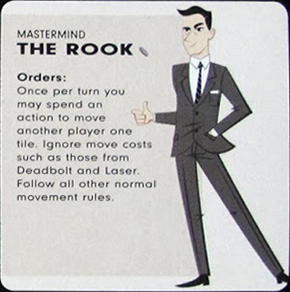 MASTERMIND
THE ROOK
Orders:
Once per turn you
may spend an
action to move
another player one
tile. Ignore move costs
such as those from
Deadbolt and Laser.
Follow all other normal
movement rules.